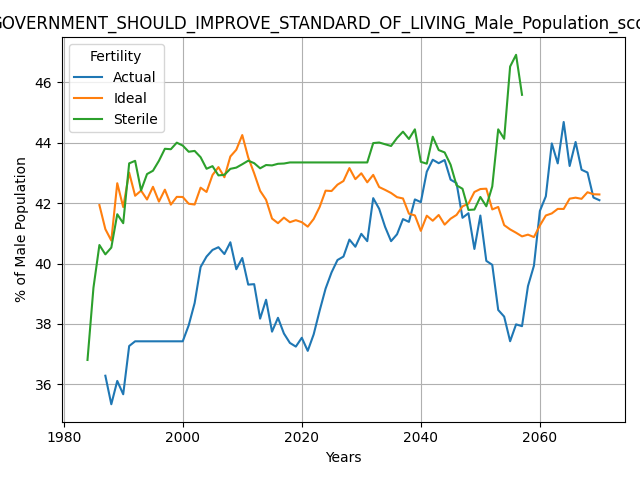 GOVERNMENT_SHOULD_IMPROVE_STANDARD_OF_LIVING_Male_Population_sco
Fertility
Actual
Ideal
Sterile
46
44
42
40
38
36
% of Male Population
1980
2000
2020
2040
2060
Years